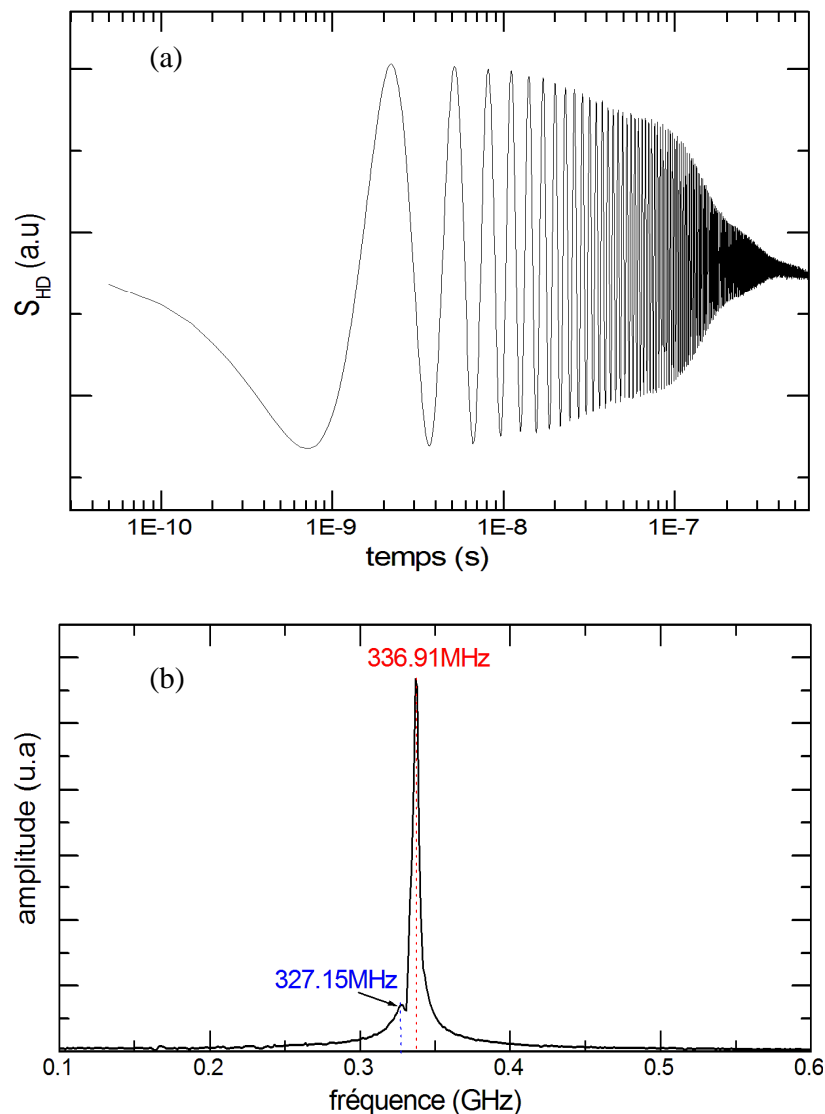 (a)
S_HD (a.u)
1E-10 1E-9 1E-8 1E-7
temps (s)
(b)
336.91MHz
327.15MHz
amplitude (u.a)
0.1 0.2 0.3 0.4 0.5 0.6
fréquence (GHz)